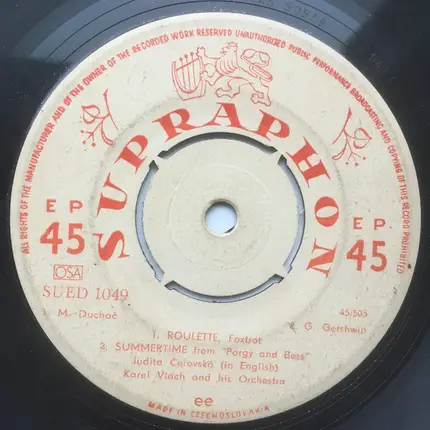 ALL RIGHTS OF THE MANUFACTURER AND OF THE OWNER OF THE RECORDED WORK RESERVED UNAUTHORISED PUBLIC PERFORMANCE BROADCASTING AND COPYING OF THIS RECORD PROHIBITED
SUPRAPHON
EP
45
EP
45
OSA
SUED 1049
45/505
M. Duchač
G Gershwin
1. ROULETTE, Foxtrot
2. SUMMERTIME from "Porgy and Bess"
Judita Čeřovská (in English)
Karel Vlach and his Orchestra
ee
MADE IN CZECHOSLOVAKIA